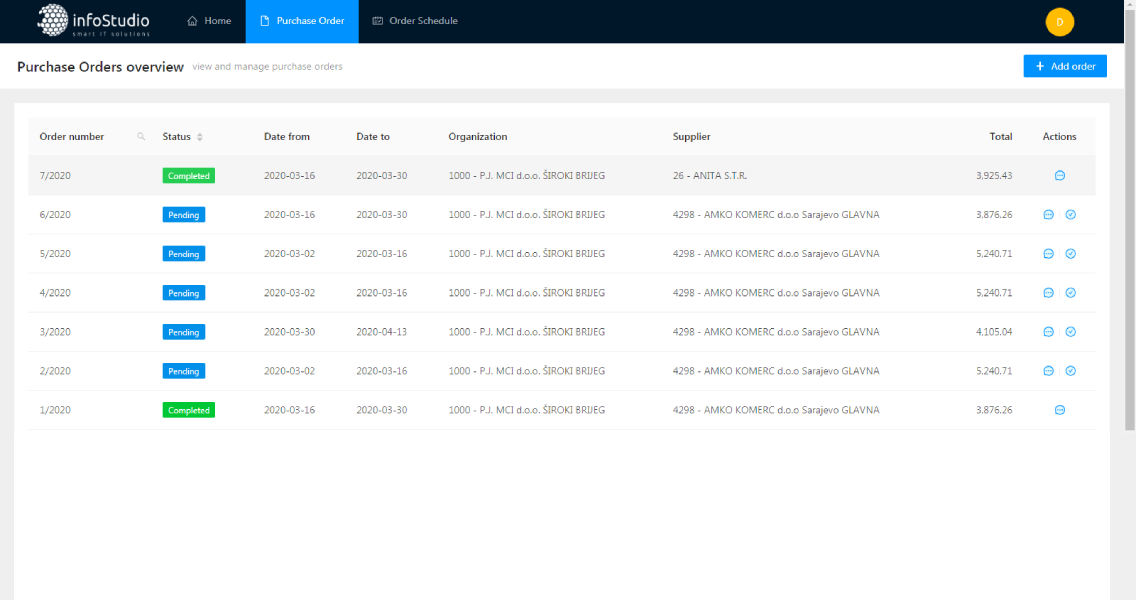 infoStudio
smart IT solutions
Home
Purchase Order
Order Schedule
D
Purchase Orders overview view and manage purchase orders
+ Add order
Order number Status Date from Date to Organization Supplier Total Actions
7/2020 Completed 2020-03-16 2020-03-30 1000 - P.J. MCI d.o.o. ŠIROKI BRIJEG 26 - ANITA S.T.R. 3,925.43
6/2020 Pending 2020-03-16 2020-03-30 1000 - P.J. MCI d.o.o. ŠIROKI BRIJEG 4298 - AMKO KOMERC d.o.o Sarajevo GLAVNA 3,876.26
5/2020 Pending 2020-03-02 2020-03-16 1000 - P.J. MCI d.o.o. ŠIROKI BRIJEG 4298 - AMKO KOMERC d.o.o Sarajevo GLAVNA 5,240.71
4/2020 Pending 2020-03-02 2020-03-16 1000 - P.J. MCI d.o.o. ŠIROKI BRIJEG 4298 - AMKO KOMERC d.o.o Sarajevo GLAVNA 5,240.71
3/2020 Pending 2020-03-30 2020-04-13 1000 - P.J. MCI d.o.o. ŠIROKI BRIJEG 4298 - AMKO KOMERC d.o.o Sarajevo GLAVNA 4,105.04
2/2020 Pending 2020-03-02 2020-03-16 1000 - P.J. MCI d.o.o. ŠIROKI BRIJEG 4298 - AMKO KOMERC d.o.o Sarajevo GLAVNA 5,240.71
1/2020 Completed 2020-03-16 2020-03-30 1000 - P.J. MCI d.o.o. ŠIROKI BRIJEG 4298 - AMKO KOMERC d.o.o Sarajevo GLAVNA 3,876.26